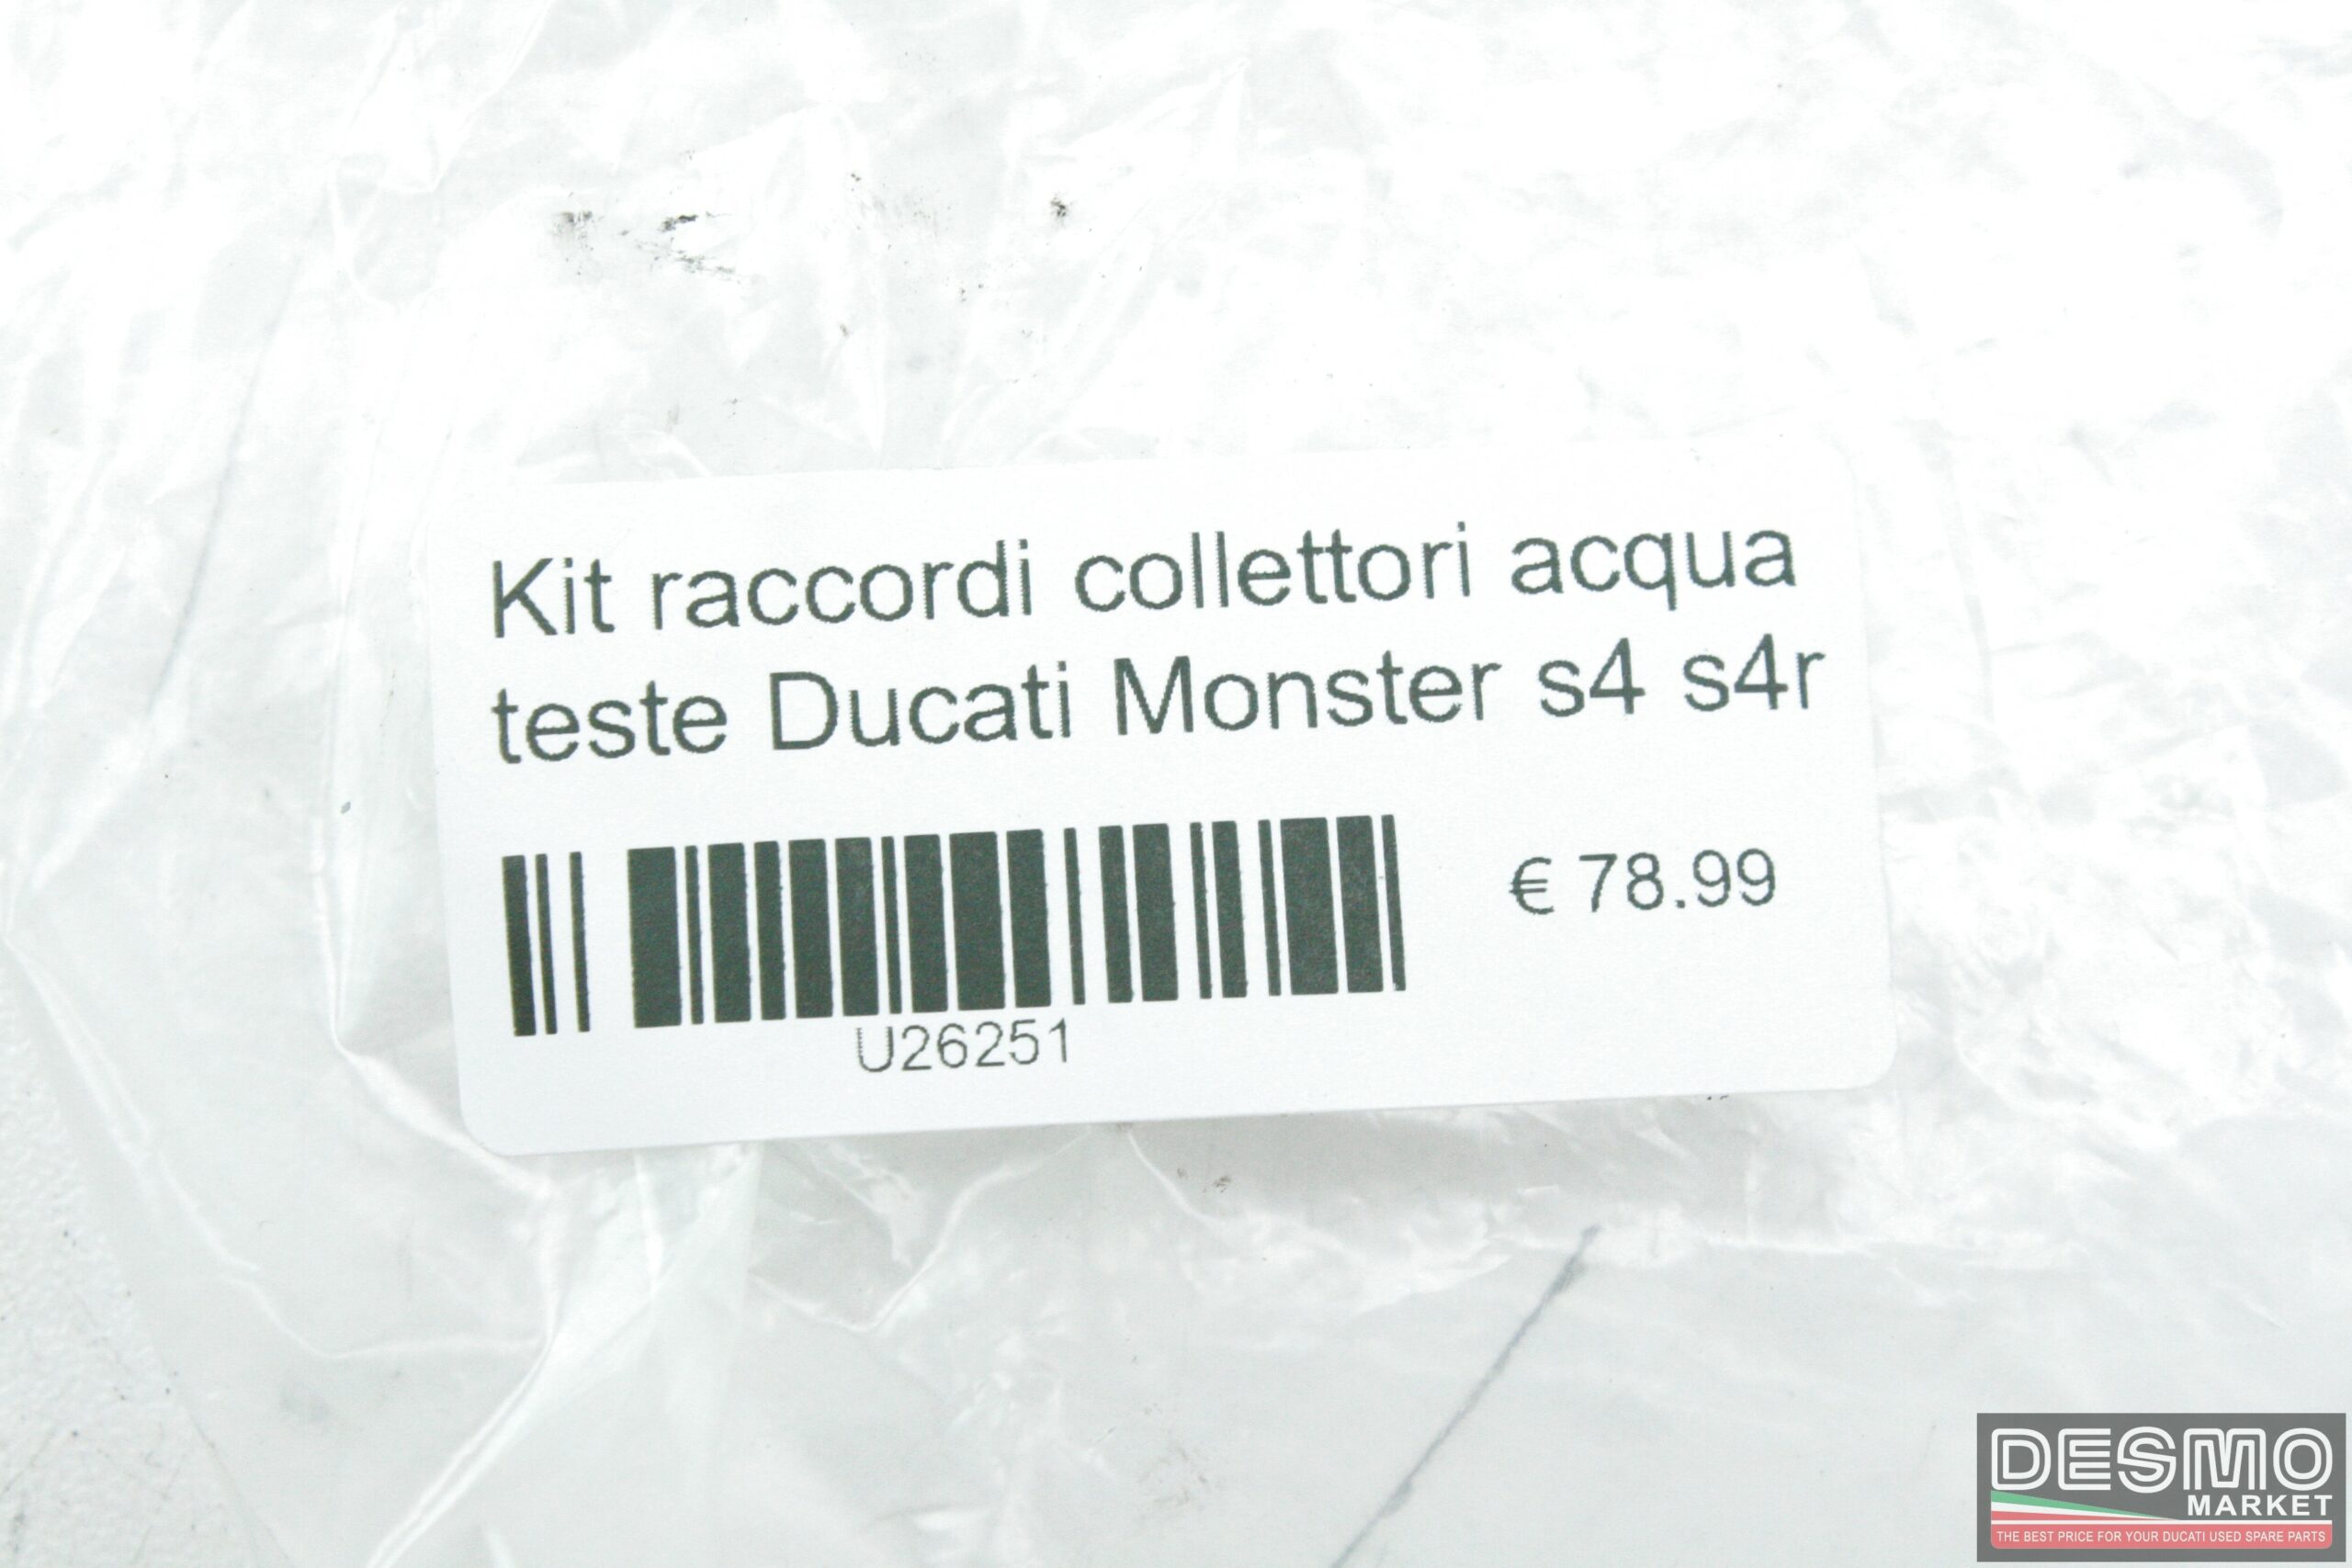 Kit raccordi collettori acqua
teste Ducati Monster s4 s4r
€ 78.99
U26251
DESMO
MARKET
THE BEST PRICE FOR YOUR DUCATI USED SPARE PARTS